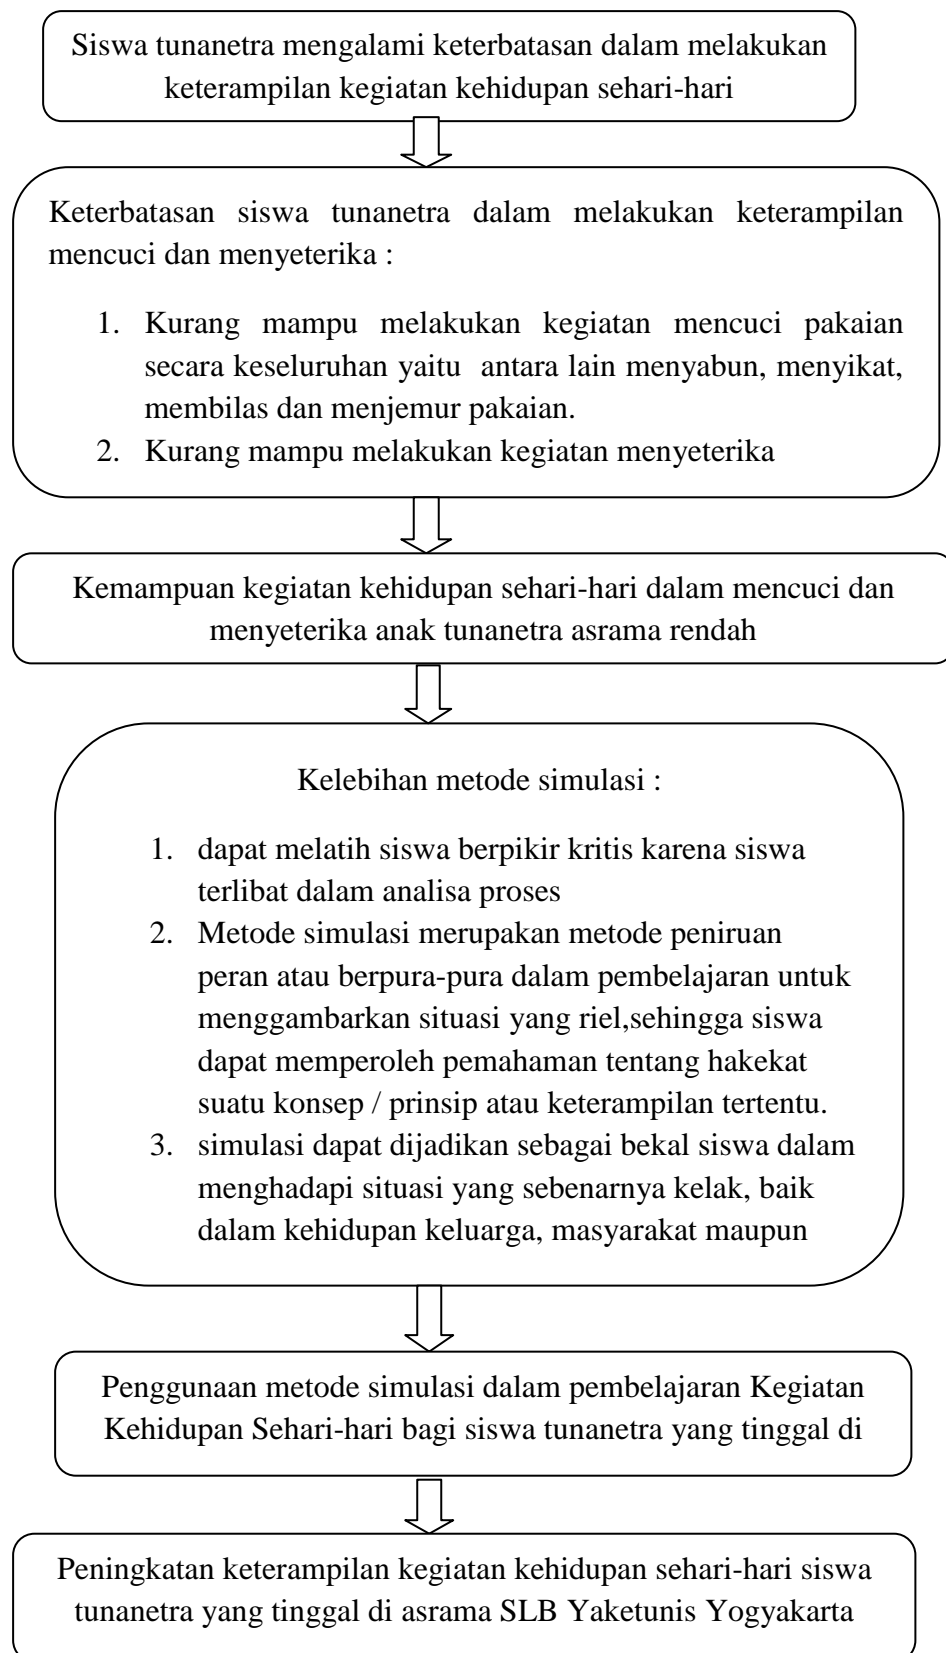 Siswa tunanetra mengalami keterbatasan dalam melakukan
keterampilan kegiatan kehidupan sehari-hari
Keterbatasan siswa tunanetra dalam melakukan keterampilan
mencuci dan menyeterika :
1. Kurang mampu melakukan kegiatan mencuci pakaian
secara keseluruhan yaitu antara lain menyabun, menyikat,
membilas dan menjemur pakaian.
2. Kurang mampu melakukan kegiatan menyeterika
Kemampuan kegiatan kehidupan sehari-hari dalam mencuci dan
menyeterika anak tunanetra asrama rendah
Kelebihan metode simulasi :
1. dapat melatih siswa berpikir kritis karena siswa
terlibat dalam analisa proses
2. Metode simulasi merupakan metode peniruan
peran atau berpura-pura dalam pembelajaran untuk
menggambarkan situasi yang riel,sehingga siswa
dapat memperoleh pemahaman tentang hakekat
suatu konsep / prinsip atau keterampilan tertentu.
3. simulasi dapat dijadikan sebagai bekal siswa dalam
menghadapi situasi yang sebenarnya kelak, baik
dalam kehidupan keluarga, masyarakat maupun
Penggunaan metode simulasi dalam pembelajaran Kegiatan
Kehidupan Sehari-hari bagi siswa tunanetra yang tinggal di
Peningkatan keterampilan kegiatan kehidupan sehari-hari siswa
tunanetra yang tinggal di asrama SLB Yaketunis Yogyakarta